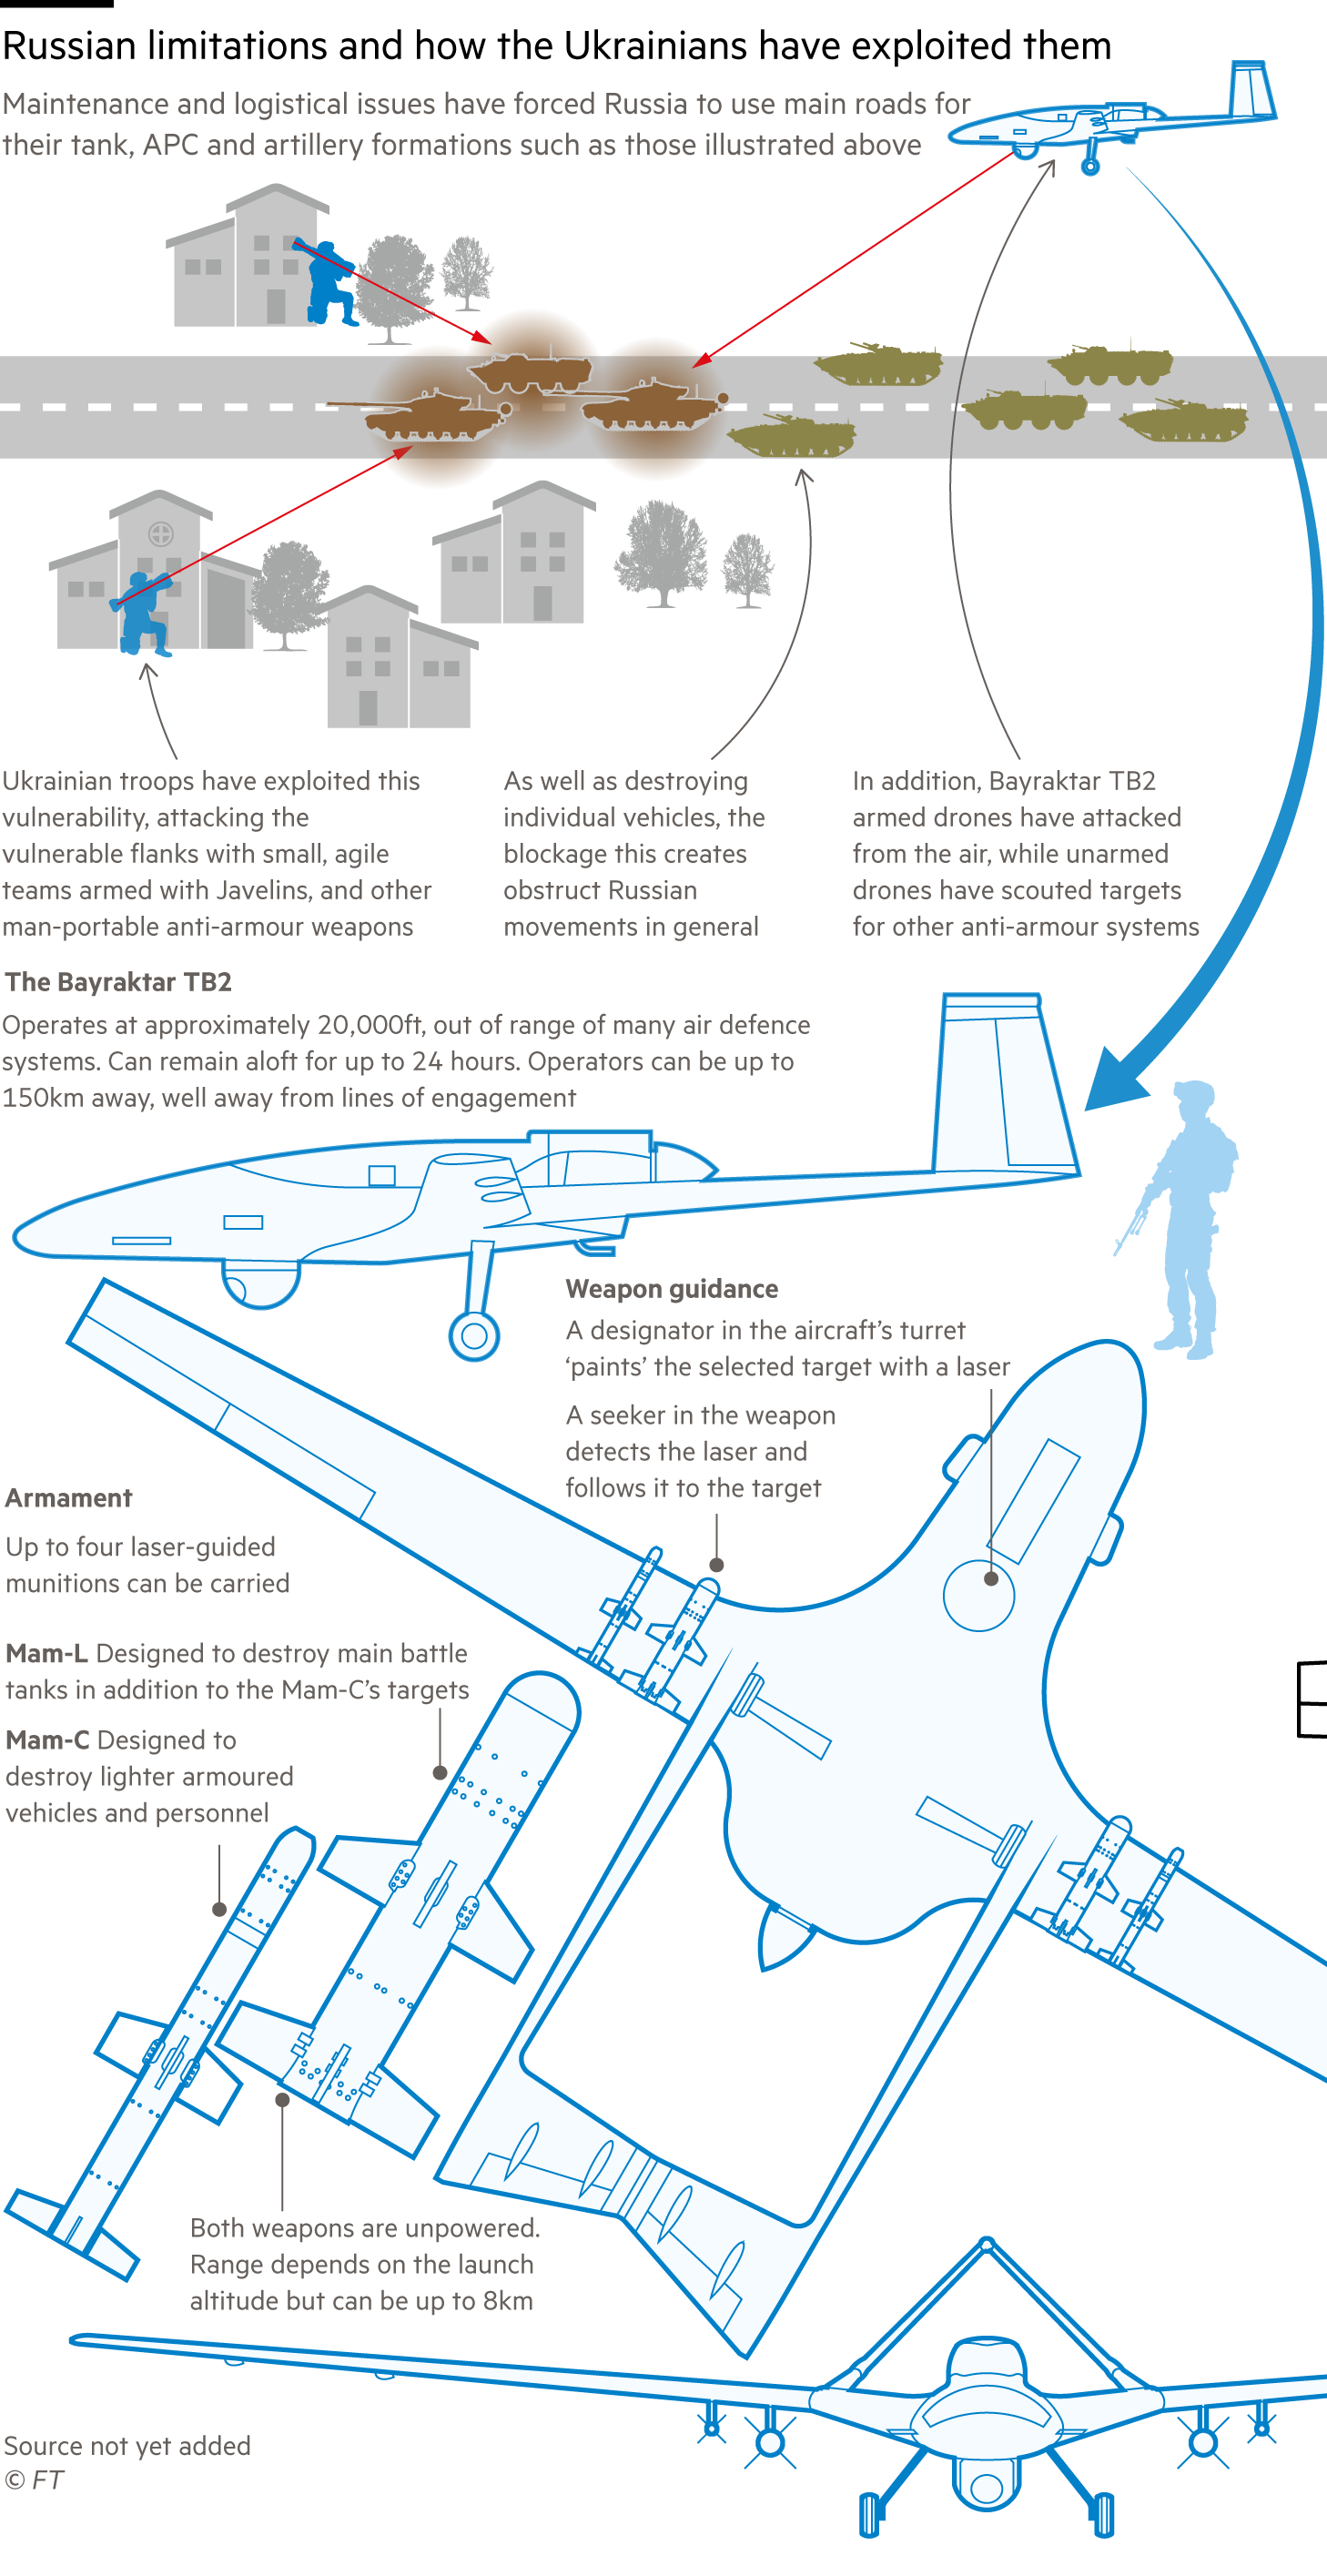 Russian limitations and how the Ukrainians have exploited them
Maintenance and logistical issues have forced Russia to use main roads for
their tank, APC and artillery formations such as those illustrated above
Ukrainian troops have exploited this
vulnerability, attacking the
vulnerable flanks with small, agile
teams armed with Javelins, and other
man-portable anti-armour weapons
As well as destroying
individual vehicles, the
blockage this creates
obstruct Russian
movements in general
In addition, Bayraktar TB2
armed drones have attacked
from the air, while unarmed
drones have scouted targets
for other anti-armour systems
The Bayraktar TB2
Operates at approximately 20,000ft, out of range of many air defence
systems. Can remain aloft for up to 24 hours. Operators can be up to
150km away, well away from lines of engagement
Weapon guidance
A designator in the aircraft’s turret
‘paints’ the selected target with a laser
A seeker in the weapon
detects the laser and
follows it to the target
Armament
Up to four laser-guided
munitions can be carried
Mam-L Designed to destroy main battle
tanks in addition to the Mam-C’s targets
Mam-C Designed to
destroy lighter armoured
vehicles and personnel
Both weapons are unpowered.
Range depends on the launch
altitude but can be up to 8km
Source not yet added
© FT